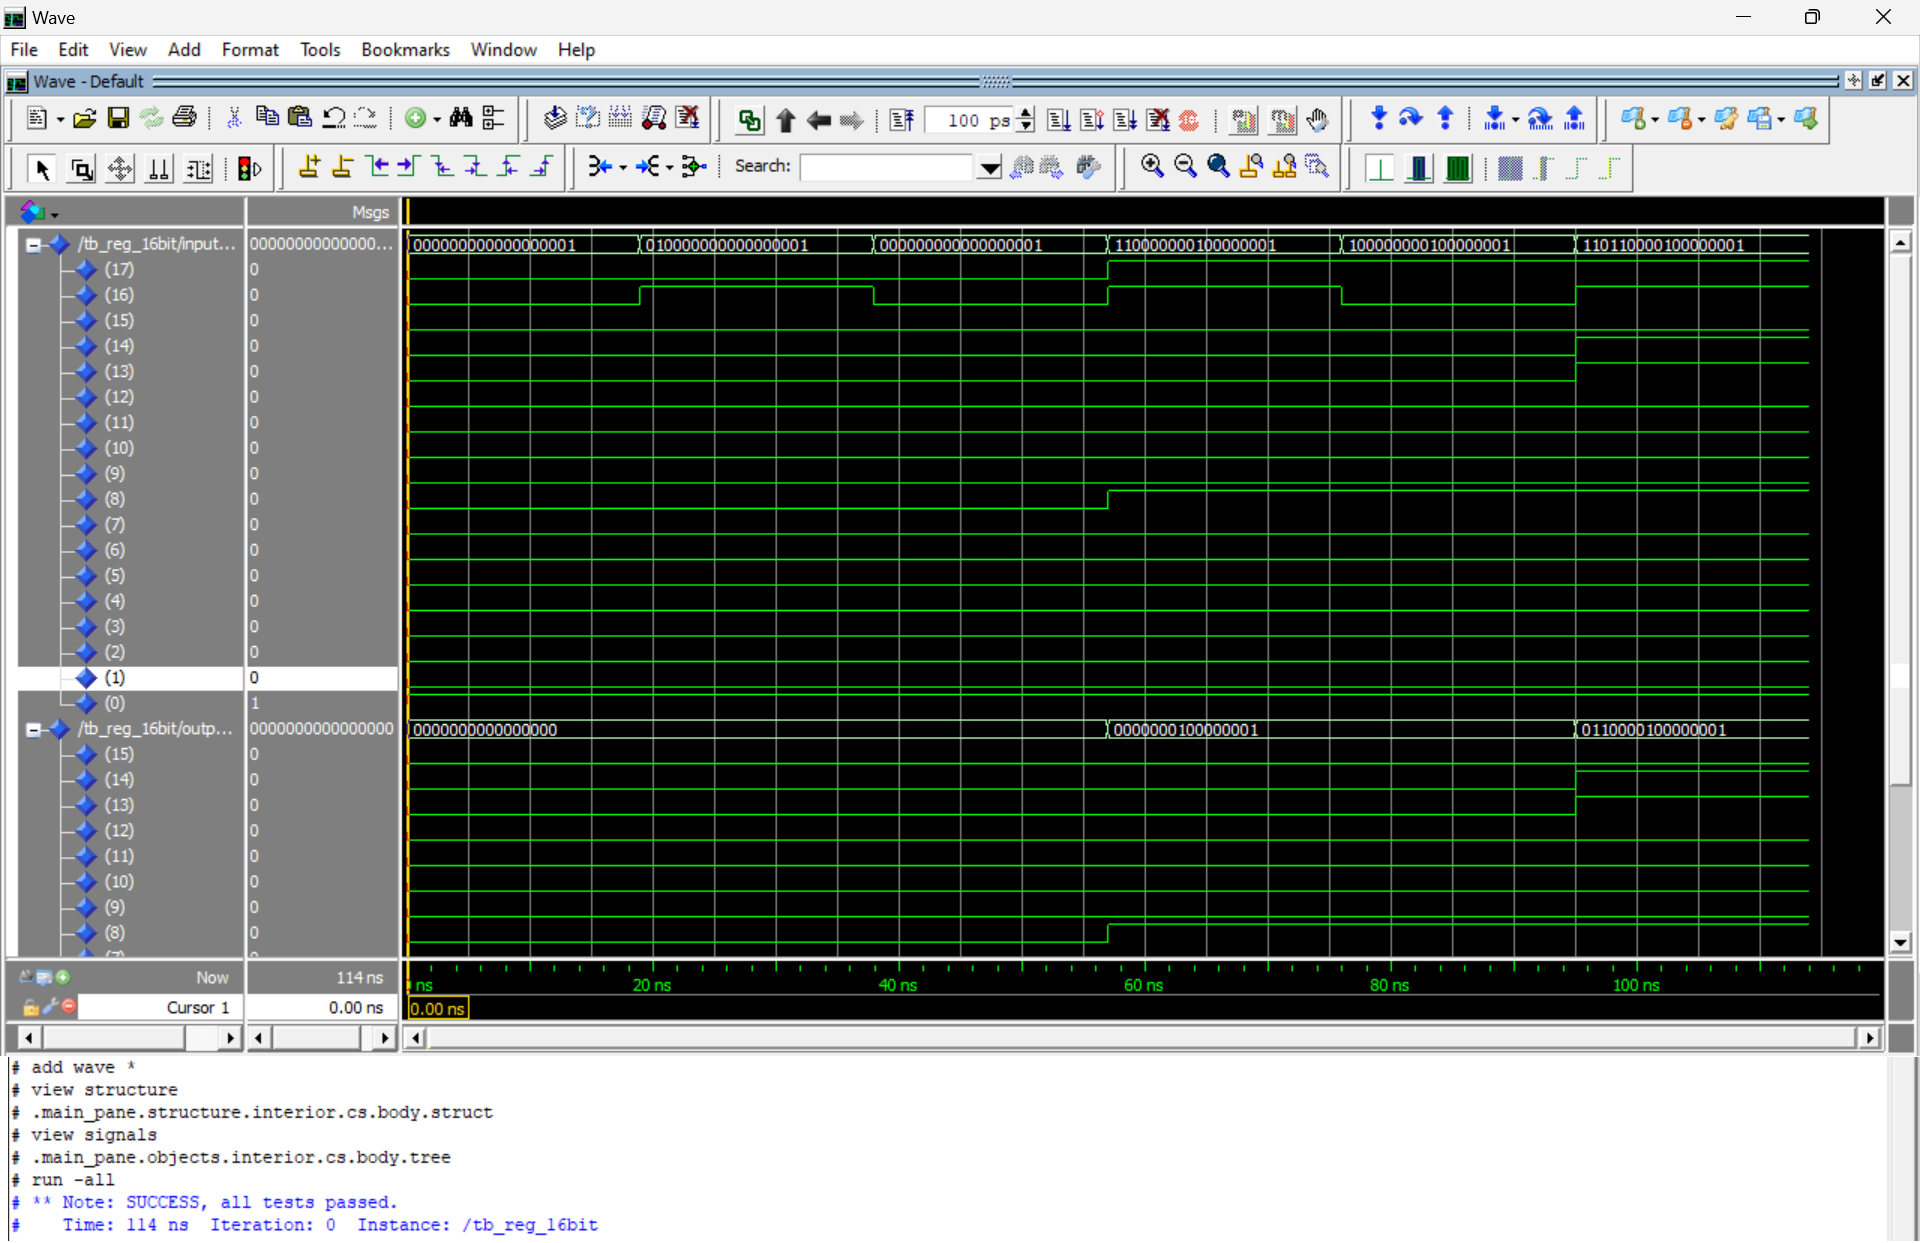 Wave
File Edit View Add Format Tools Bookmarks Window Help
Wave - Default
100 ps
Search:
Msgs
/tb_reg_16bit/input... 00000000000000... 000000000000000001 010000000000000001 000000000000000001 110000000100000001 100000000100000001 110110000100000001
(17) 0
(16) 0
(15) 0
(14) 0
(13) 0
(12) 0
(11) 0
(10) 0
(9) 0
(8) 0
(7) 0
(6) 0
(5) 0
(4) 0
(3) 0
(2) 0
(1) 0
(0) 1
/tb_reg_16bit/outp... 0000000000000000 0000000000000000 0000000100000001 0110000100000001
(15) 0
(14) 0
(13) 0
(12) 0
(11) 0
(10) 0
(9) 0
(8) 0
Now 114 ns ns 20 ns 40 ns 60 ns 80 ns 100 ns
Cursor 1 0.00 ns 0.00 ns
# add wave *
# view structure
# .main_pane.structure.interior.cs.body.struct
# view signals
# .main_pane.objects.interior.cs.body.tree
# run -all
# ** Note: SUCCESS, all tests passed.
# Time: 114 ns Iteration: 0 Instance: /tb_reg_16bit